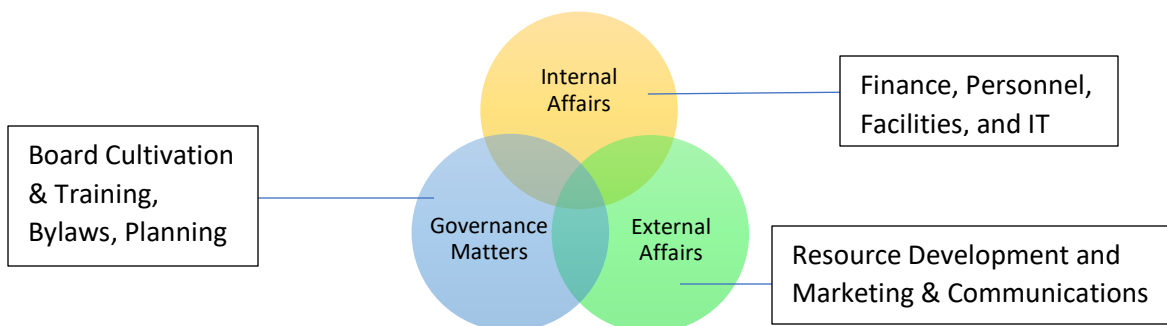 Internal
Affairs
Finance, Personnel,
Facilities, and IT
Board Cultivation
& Training,
Bylaws, Planning
Governance
Matters
External
Affairs
Resource Development and
Marketing & Communications